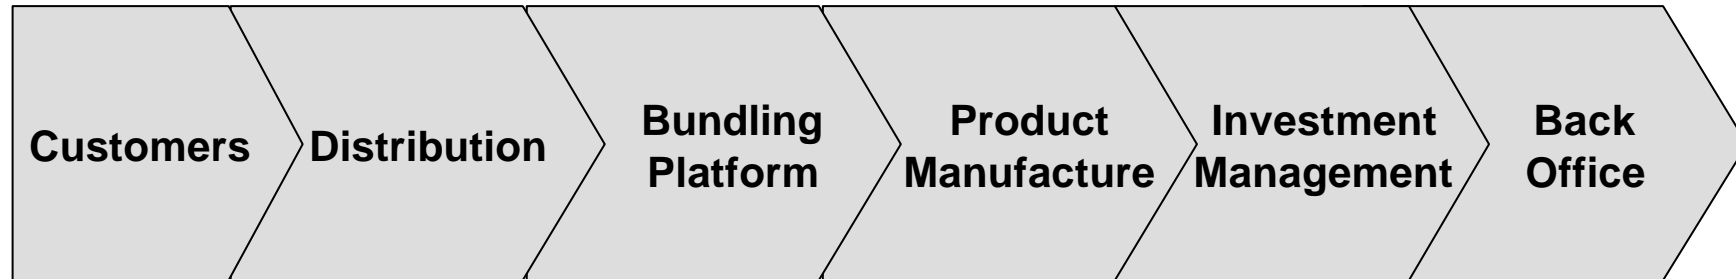 Customers
Distribution
Bundling
Platform
Product
Manufacture
Investment
Management
Back
Office